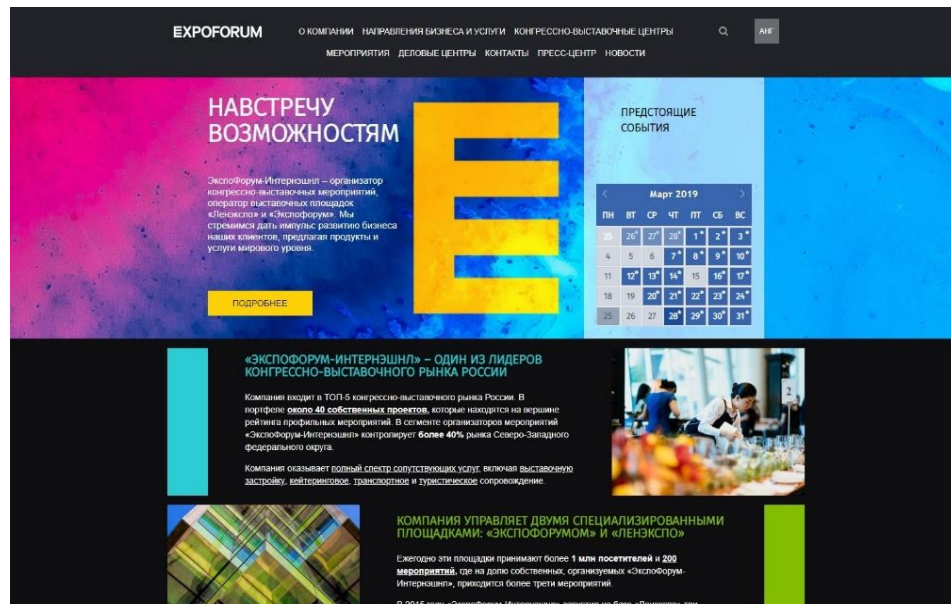 EXPOFORUM
О КОМПАНИИ НАПРАВЛЕНИЯ БИЗНЕСА И УСЛУГИ КОНГРЕССНО-ВЫСТАВОЧНЫЕ ЦЕНТРЫ
АНГ
МЕРОПРИЯТИЯ ДЕЛОВЫЕ ЦЕНТРЫ КОНТАКТЫ ПРЕСС-ЦЕНТР НОВОСТИ
НАВСТРЕЧУ
ВОЗМОЖНОСТЯМ
ЭкспоФорум-Интернэшнл – организатор
конгрессно-выставочных мероприятий,
оператор выставочных площадок
«Ленэкспо» и «Экспофорум». Мы
стремимся дать импульс развитию бизнеса
наших клиентов, предлагая продукты и
услуги мирового уровня.
ПОДРОБНЕЕ
E
ПРЕДСТОЯЩИЕ
СОБЫТИЯ
Март 2019
ПН ВТ СР ЧТ ПТ СБ ВС
25 26 27 28 1 2 3
4 5 6 7 8 9 10
11 12 13 14 15 16 17
18 19 20 21 22 23 24
25 26 27 28 29 30 31
«ЭКСПОФОРУМ-ИНТЕРНЭШНЛ» – ОДИН ИЗ ЛИДЕРОВ
КОНГРЕССНО-ВЫСТАВОЧНОГО РЫНКА РОССИИ
Компания входит в ТОП-5 конгрессно-выставочного рынка России. В
портфеле около 40 собственных проектов, которые находятся на вершине
рейтинга профильных мероприятий. В сегменте организаторов мероприятий
«ЭкспоФорум-Интернэшнл» контролирует более 40% рынка Северо-Западного
федерального округа.
Компания оказывает полный спектр сопутствующих услуг, включая выставочную
застройку, кейтеринговое, транспортное и туристическое сопровождение.
2
КОМПАНИЯ УПРАВЛЯЕТ ДВУМЯ СПЕЦИАЛИЗИРОВАННЫМИ
ПЛОЩАДКАМИ: «ЭКСПОФОРУМОМ» И «ЛЕНЭКСПО»
Ежегодно эти площадки принимают более 1 млн посетителей и 200
мероприятий, где на долю собственных, организуемых «ЭкспоФорум-
Интернэшнл», приходится более трети мероприятий.